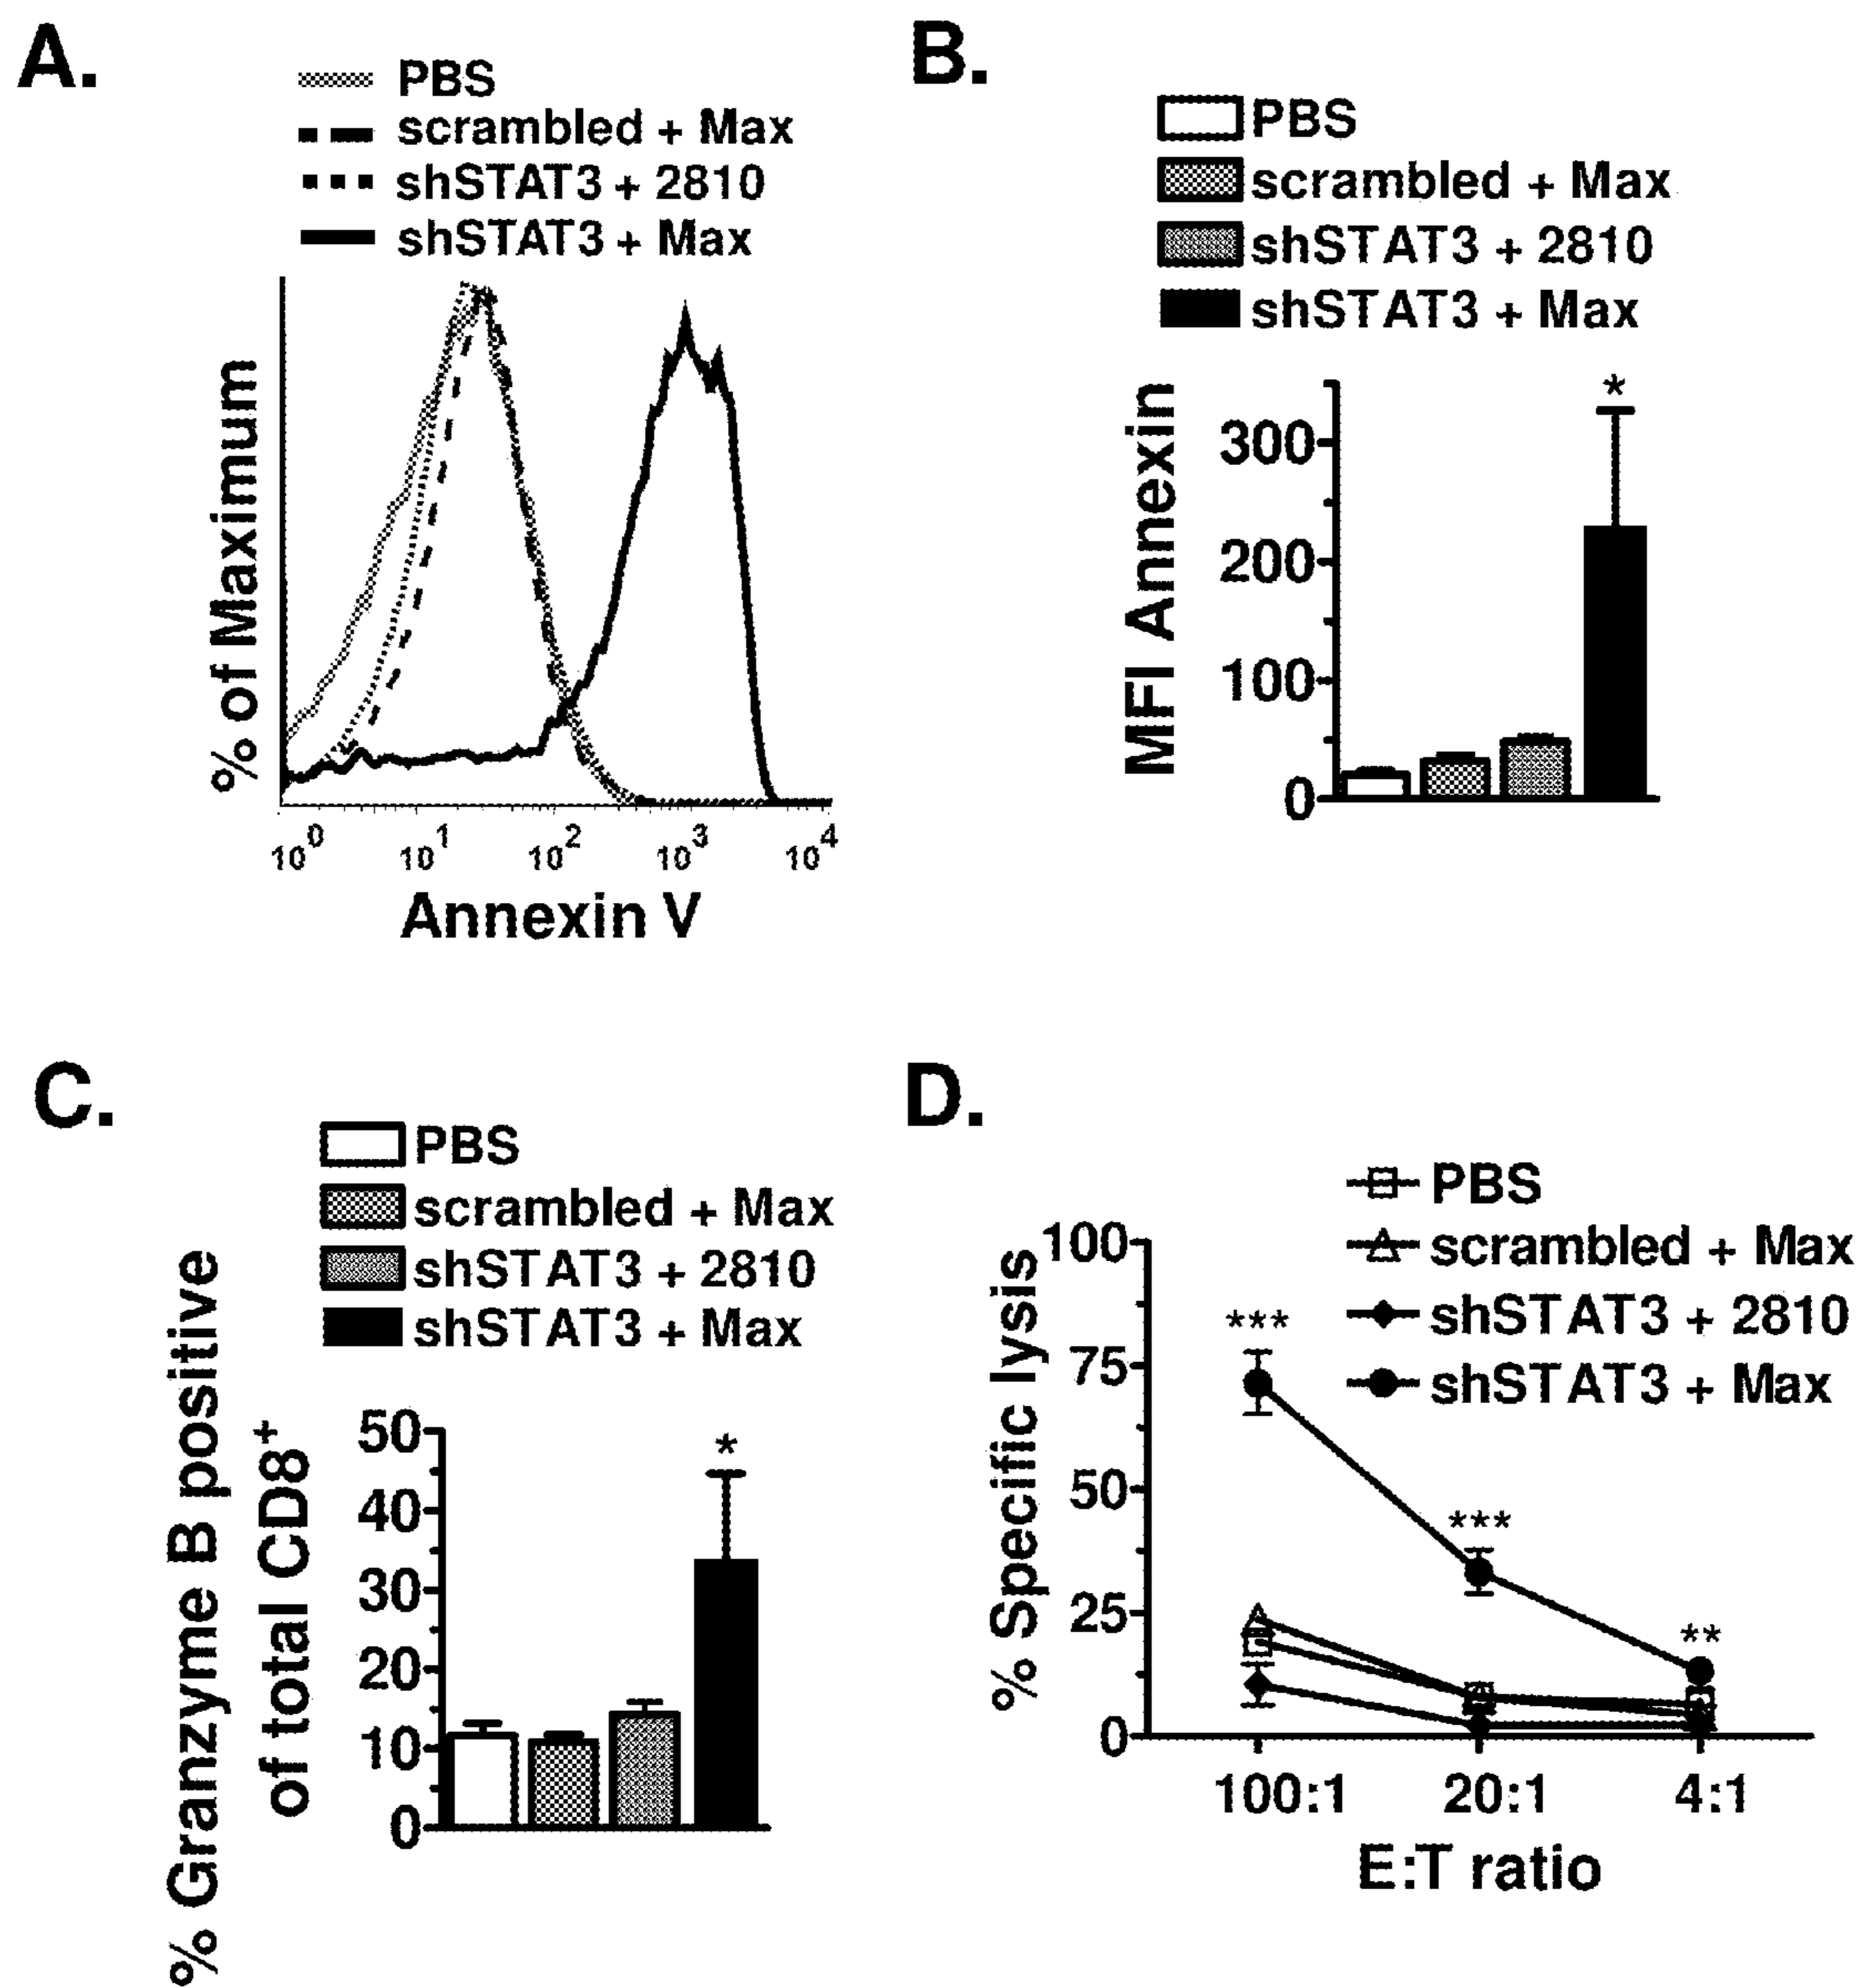 A.
PBS
scrambled + Max
shSTAT3 + 2810
shSTAT3 + Max
% of Maximum
10^0 10^1 10^2 10^3 10^4
Annexin V
B.
PBS
scrambled + Max
shSTAT3 + 2810
shSTAT3 + Max
MFI Annexin
*
300
200
100
0
C.
PBS
scrambled + Max
shSTAT3 + 2810
shSTAT3 + Max
% Granzyme B positive
of total CD8+
*
50
40
30
20
10
0
D.
PBS
scrambled + Max
shSTAT3 + 2810
shSTAT3 + Max
% Specific lysis
100
75
50
25
0
***
***
**
100:1 20:1 4:1
E:T ratio